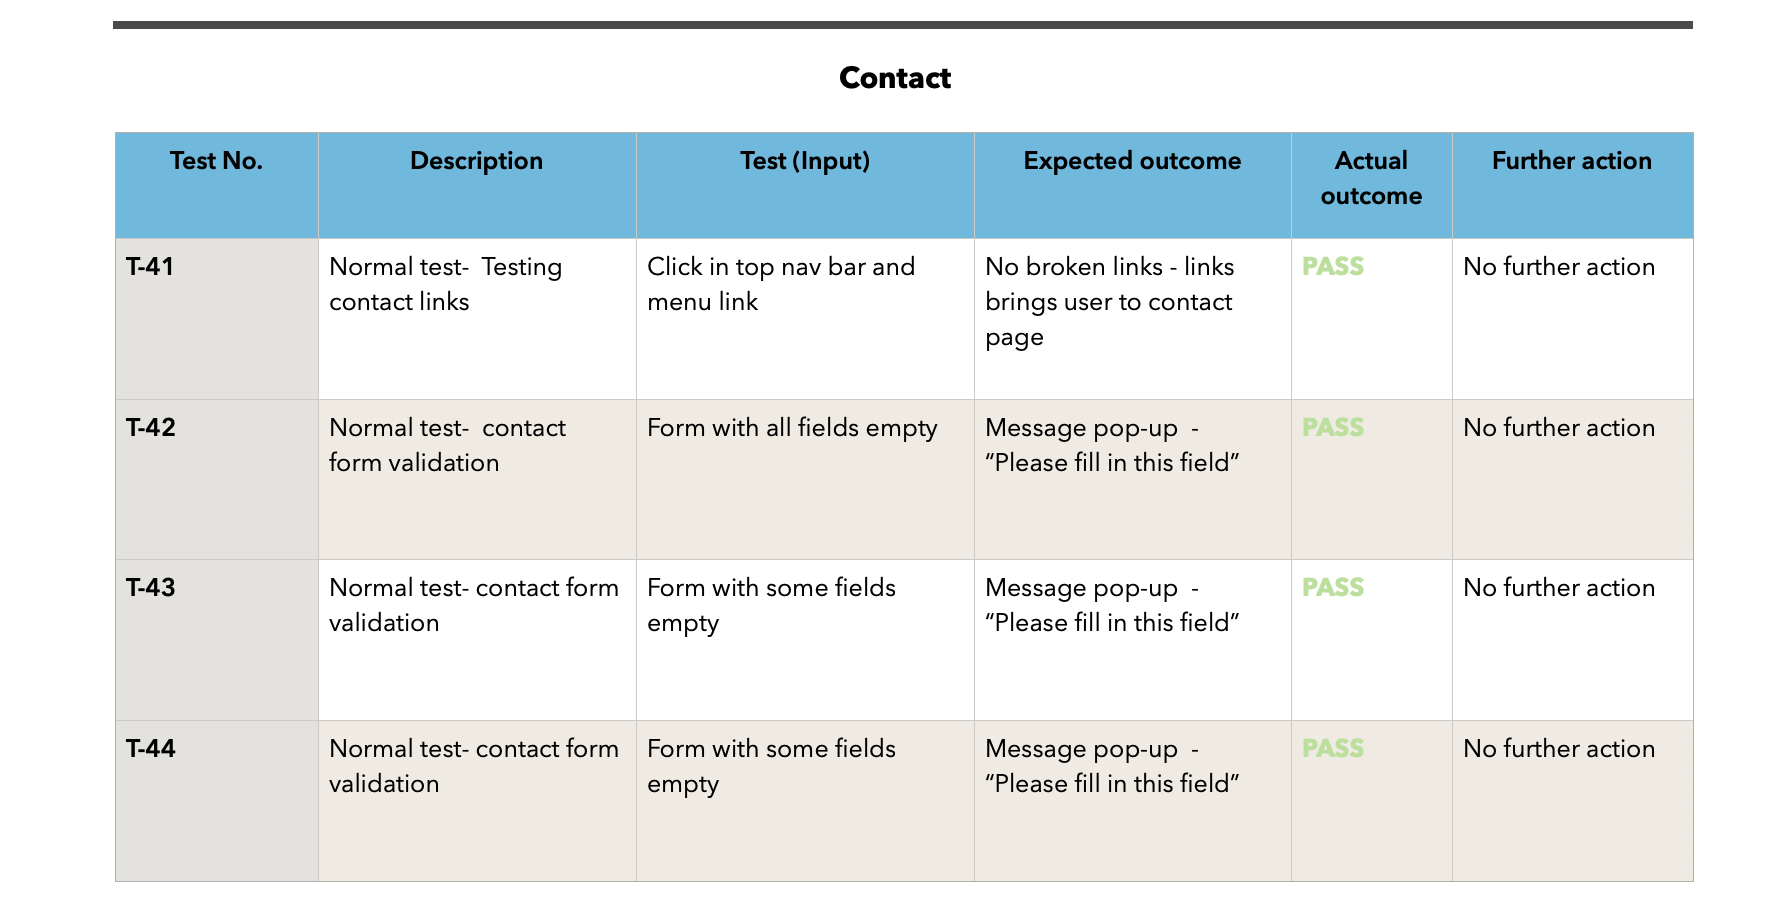 Contact
Test No.
Description
Test (Input)
Expected outcome
Actual
outcome
Further action
T-41
Normal test-  Testing
contact links
Click in top nav bar and
menu link
No broken links - links
brings user to contact
page
PASS
No further action
T-42
Normal test-  contact
form validation
Form with all fields empty
Message pop-up  -
“Please fill in this field”
PASS
No further action
T-43
Normal test- contact form
validation
Form with some fields
empty
Message pop-up  -
“Please fill in this field”
PASS
No further action
T-44
Normal test- contact form
validation
Form with some fields
empty
Message pop-up  -
“Please fill in this field”
PASS
No further action